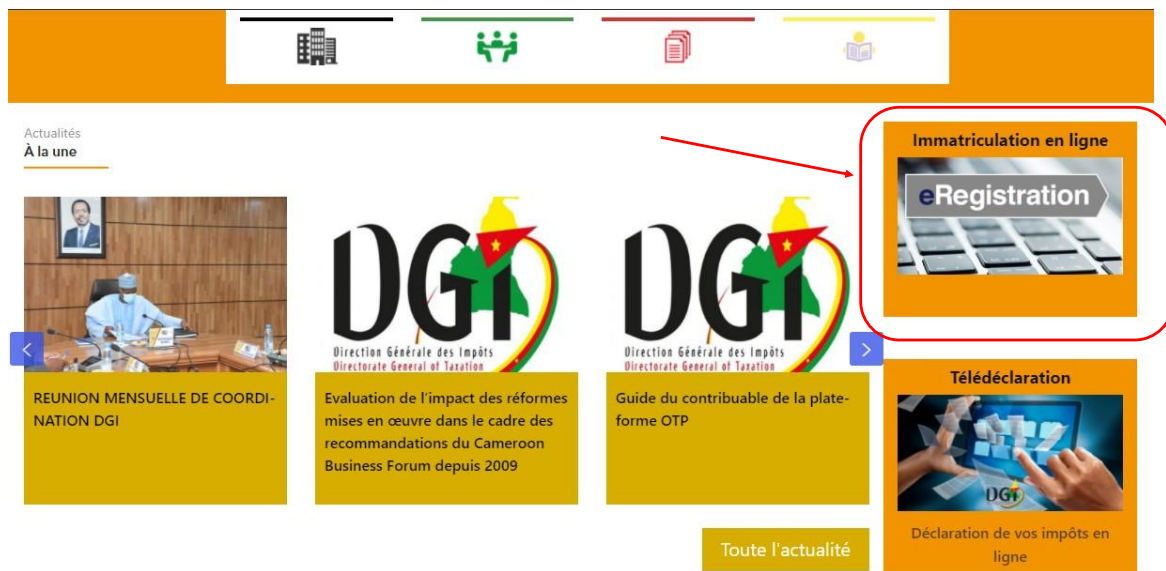 Actualités
À la une
Immatriculation en ligne
eRegistration
DGI
Direction Générale des Impôts
Directorate General of Taxation
DGI
Direction Générale des Impôts
Directorate General of Taxation
REUNION MENSUELLE DE COORDI-
NATION DGI
Evaluation de l'impact des réformes
mises en œuvre dans le cadre des
recommandations du Cameroon
Business Forum depuis 2009
Guide du contribuable de la plate-
forme OTP
Télédéclaration
DGI
Déclaration de vos impôts en
ligne
Toute l'actualité